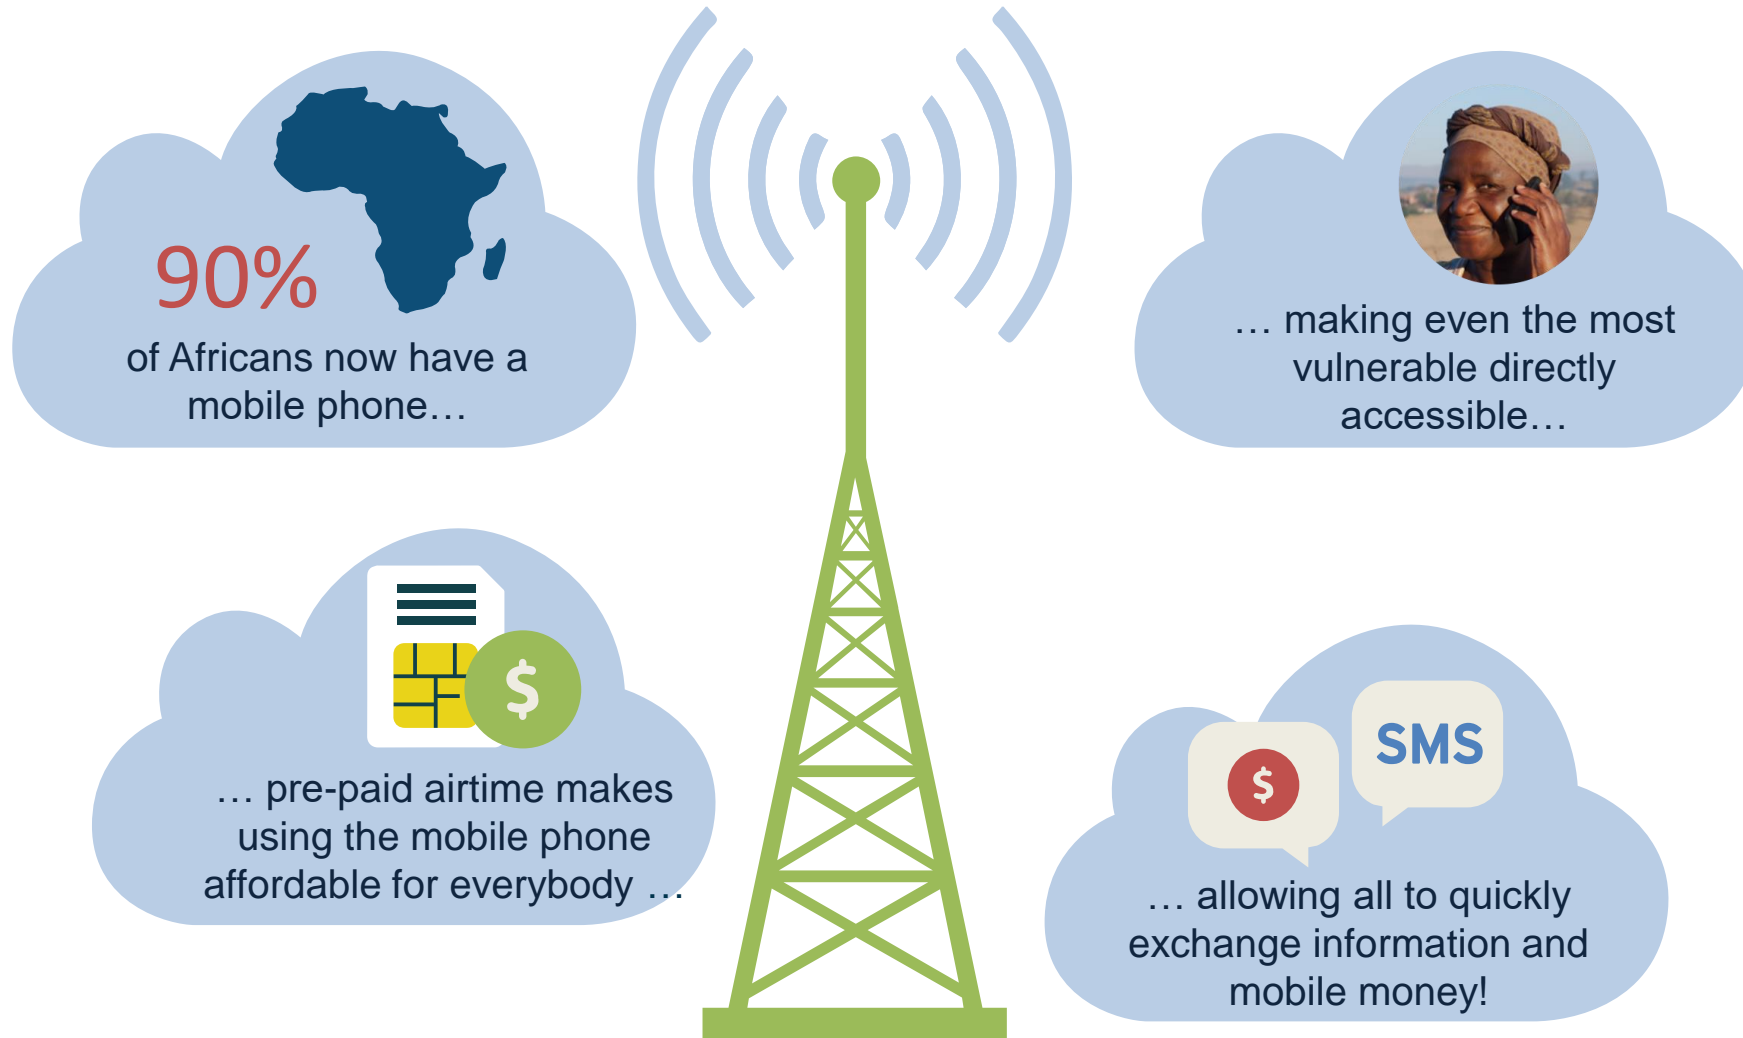 90%
of Africans now have a
mobile phone…
… making even the most
vulnerable directly
accessible…
$
… pre-paid airtime makes
using the mobile phone
affordable for everybody …
$
SMS
… allowing all to quickly
exchange information and
mobile money!